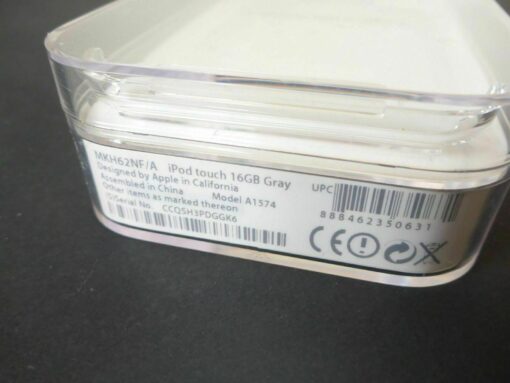 MKH62NF/A iPod touch 16GB Gray
Designed by Apple in California
Assembled in China Model A1574
Other items as marked thereon
(S)Serial No. CCQSH3PDGGK6
UPC
888462350631
CE